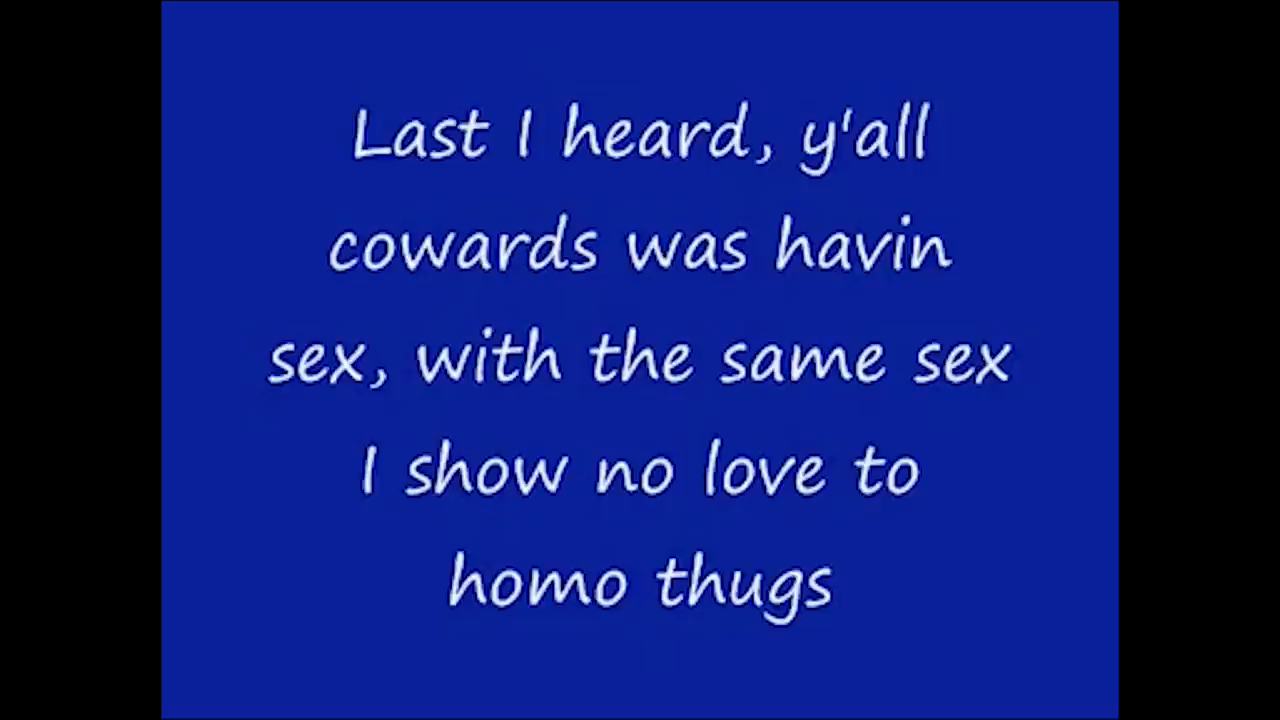 Last I heard, y'all
cowards was havin
sex, with the same sex
I show no love to
homo thugs